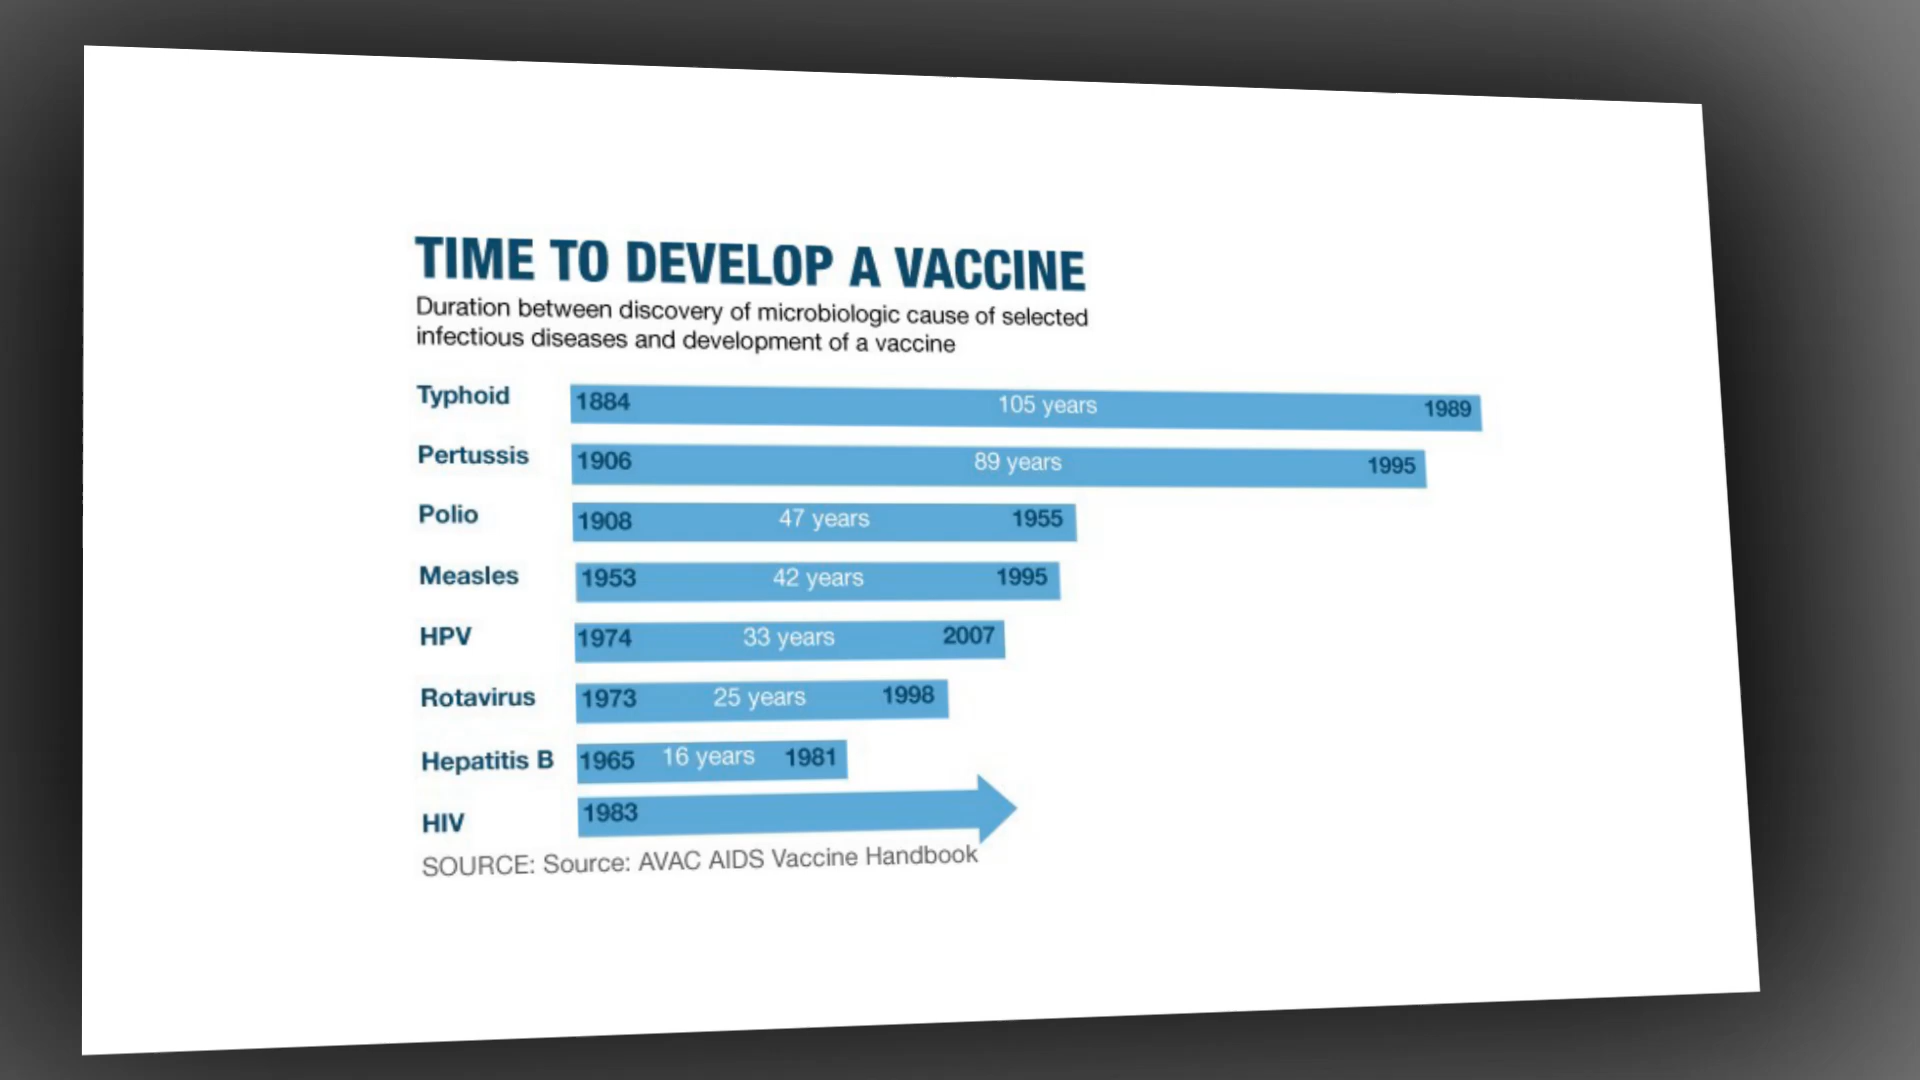 TIME TO DEVELOP A VACCINE
Duration between discovery of microbiologic cause of selected
infectious diseases and development of a vaccine
Typhoid 1884 105 years 1989
Pertussis 1906 89 years 1995
Polio 1908 47 years 1955
Measles 1953 42 years 1995
HPV 1974 33 years 2007
Rotavirus 1973 25 years 1998
Hepatitis B 1965 16 years 1981
HIV 1983
SOURCE: Source: AVAC AIDS Vaccine Handbook